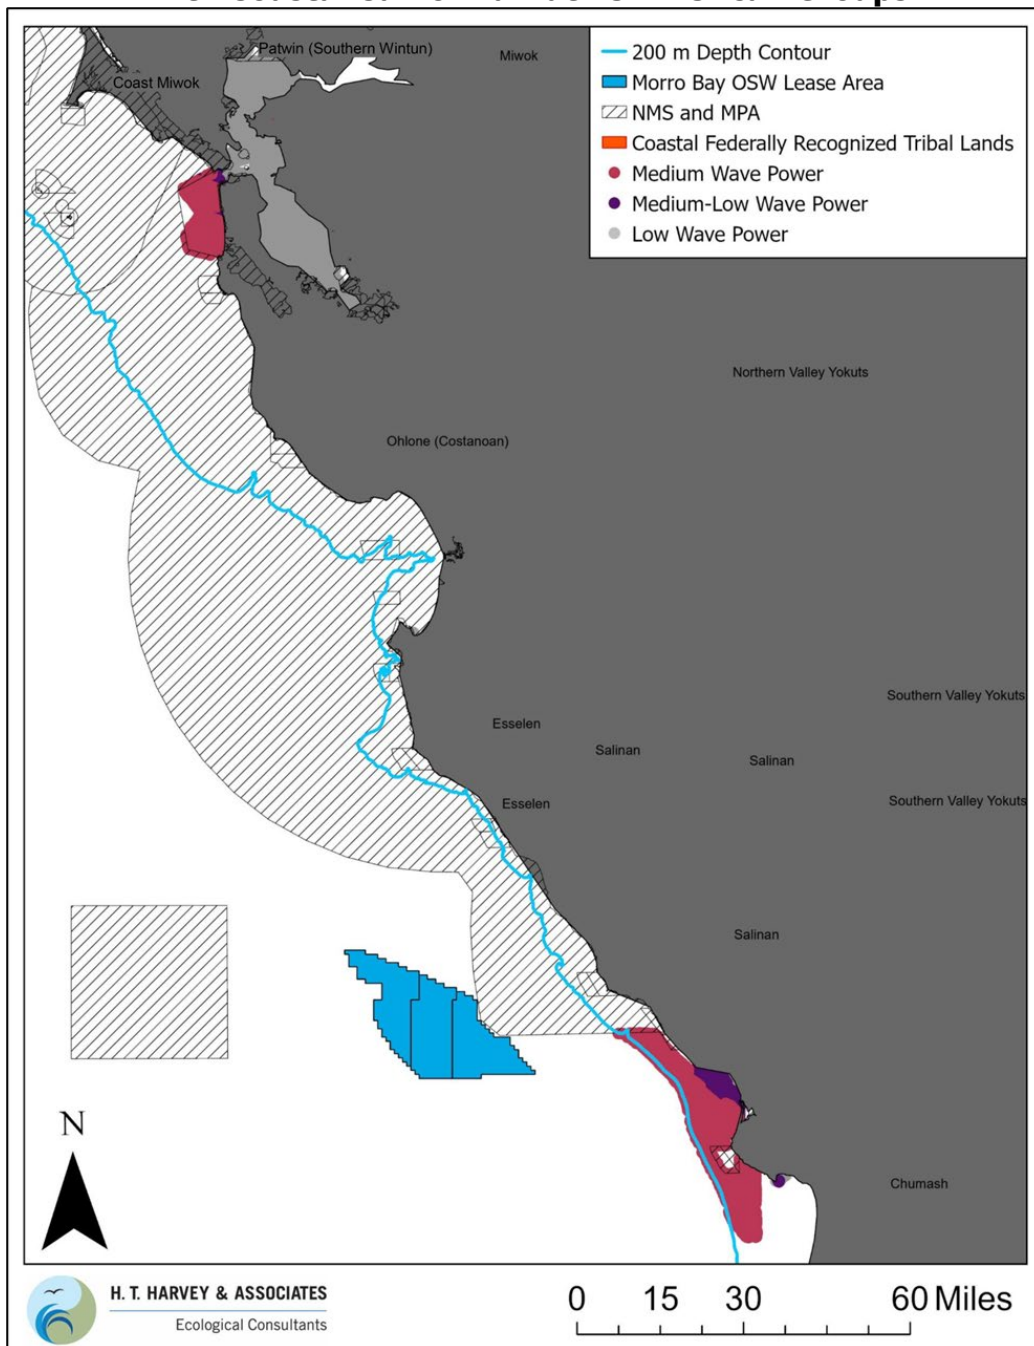 Patwin (Southern Wintun)
Miwok
Coast Miwok
200 m Depth Contour
Morro Bay OSW Lease Area
NMS and MPA
Coastal Federally Recognized Tribal Lands
Medium Wave Power
Medium-Low Wave Power
Low Wave Power
Northern Valley Yokuts
Ohlone (Costanoan)
Southern Valley Yokuts
Esselen
Salinan
Salinan
Esselen
Southern Valley Yokuts
Salinan
N
Chumash
H. T. HARVEY & ASSOCIATES
Ecological Consultants
0 15 30 60 Miles